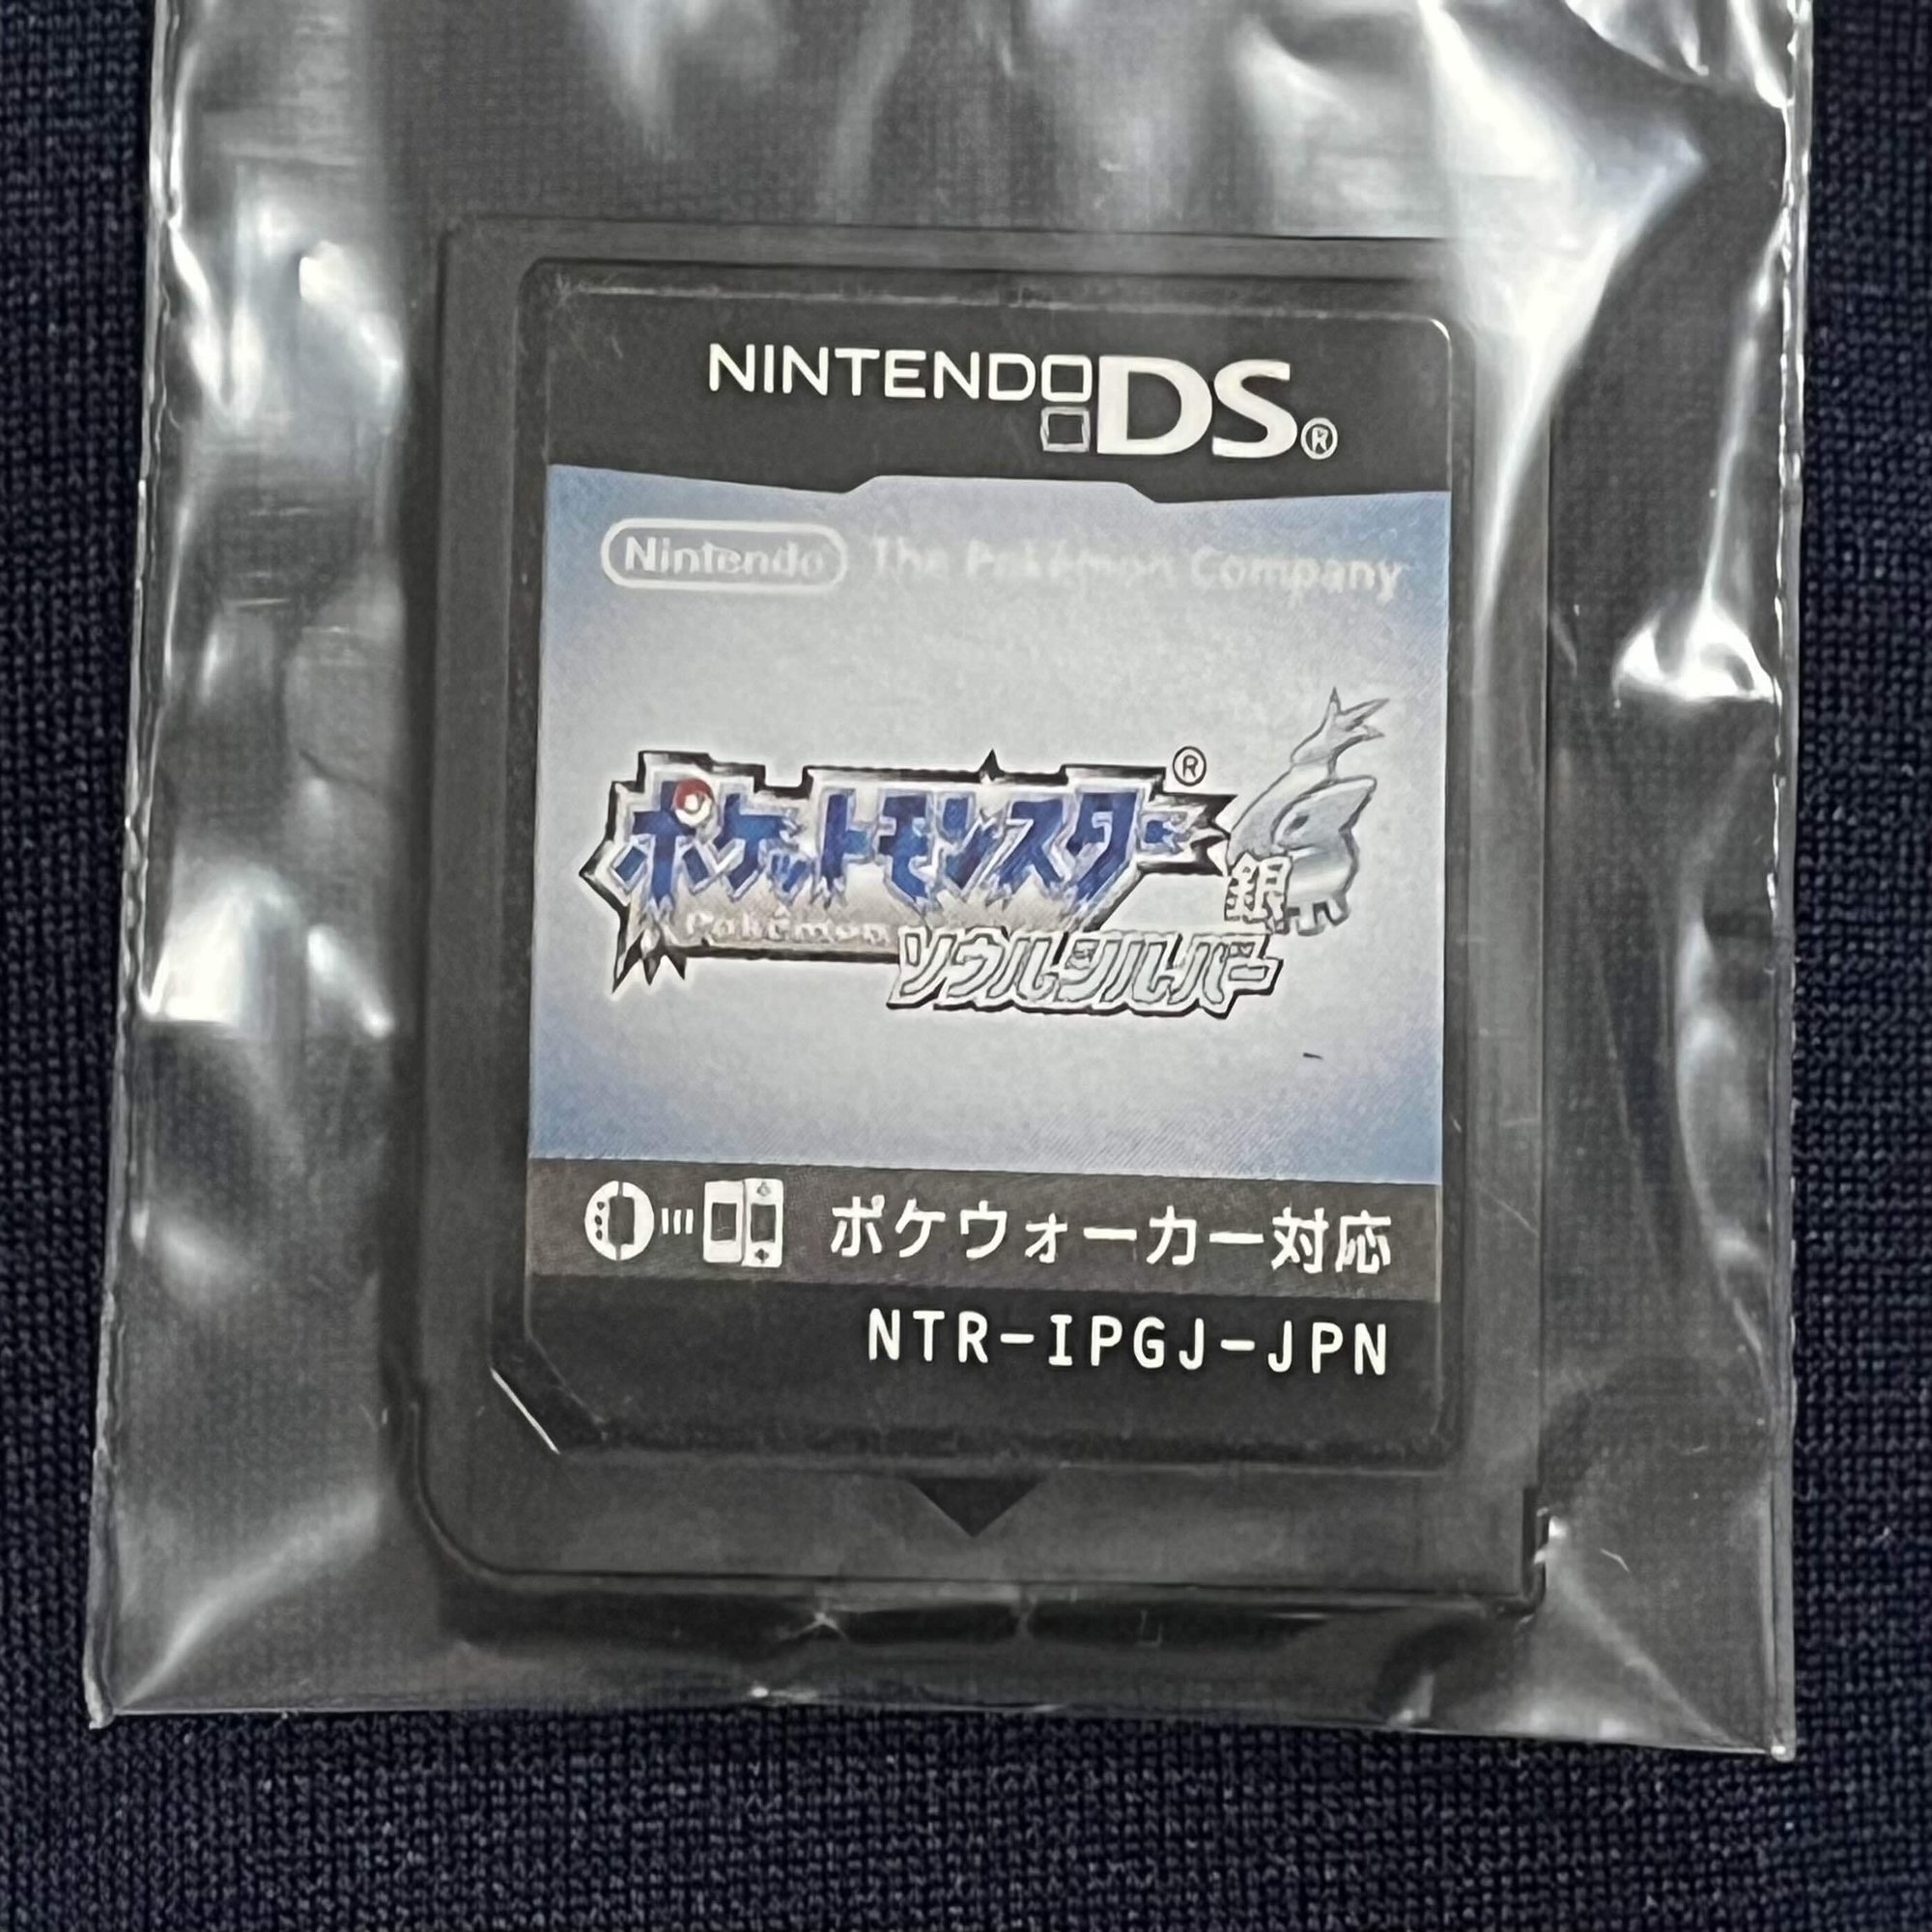 NINTENDO DS®
Nintendo The Pokémon Company
ポケットモンスター®
Pokémon
銀
ソウルシルバー
ポケウォーカー対応
NTR-IPGJ-JPN